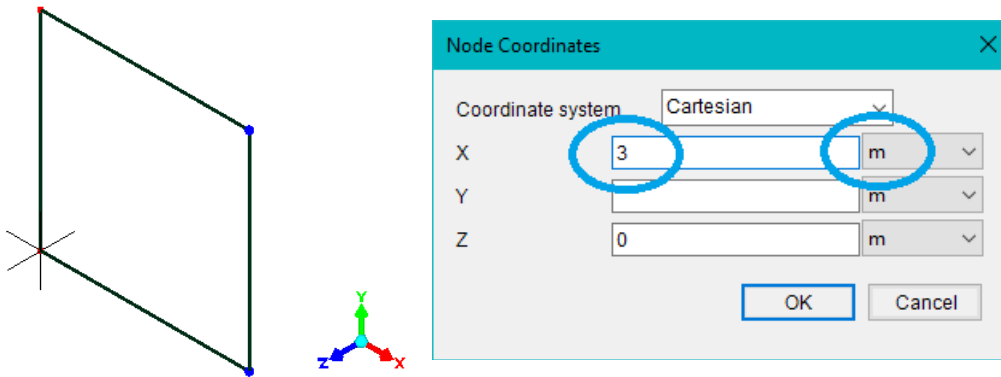 Node Coordinates
Coordinate system Cartesian
X 3 m
Y m
Z 0 m
OK Cancel
Y
Z X